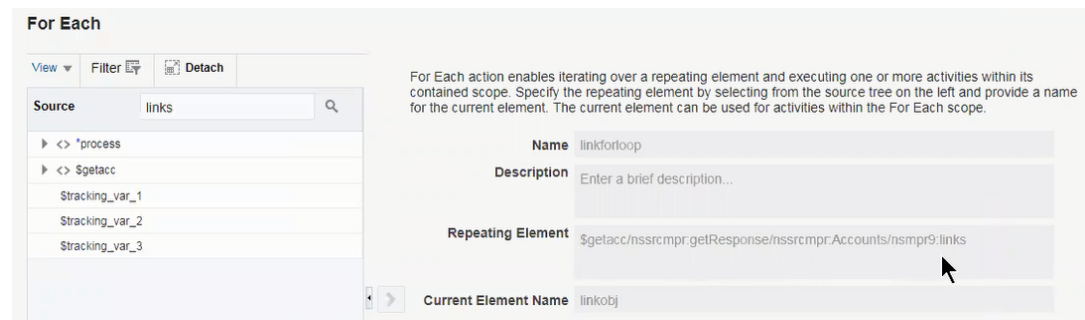 For Each
View Filter Detach
For Each action enables iterating over a repeating element and executing one or more activities within its
contained scope. Specify the repeating element by selecting from the source tree on the left and provide a name
for the current element. The current element can be used for activities within the For Each scope.
Source links
<> *process
<> $getacc
$tracking_var_1
$tracking_var_2
$tracking_var_3
Name linkforloop
Description Enter a brief description...
Repeating Element $getacc/nssrcmpr:getResponse/nssrcmpr:Accounts/nsmpr9:links
Current Element Name linkobj